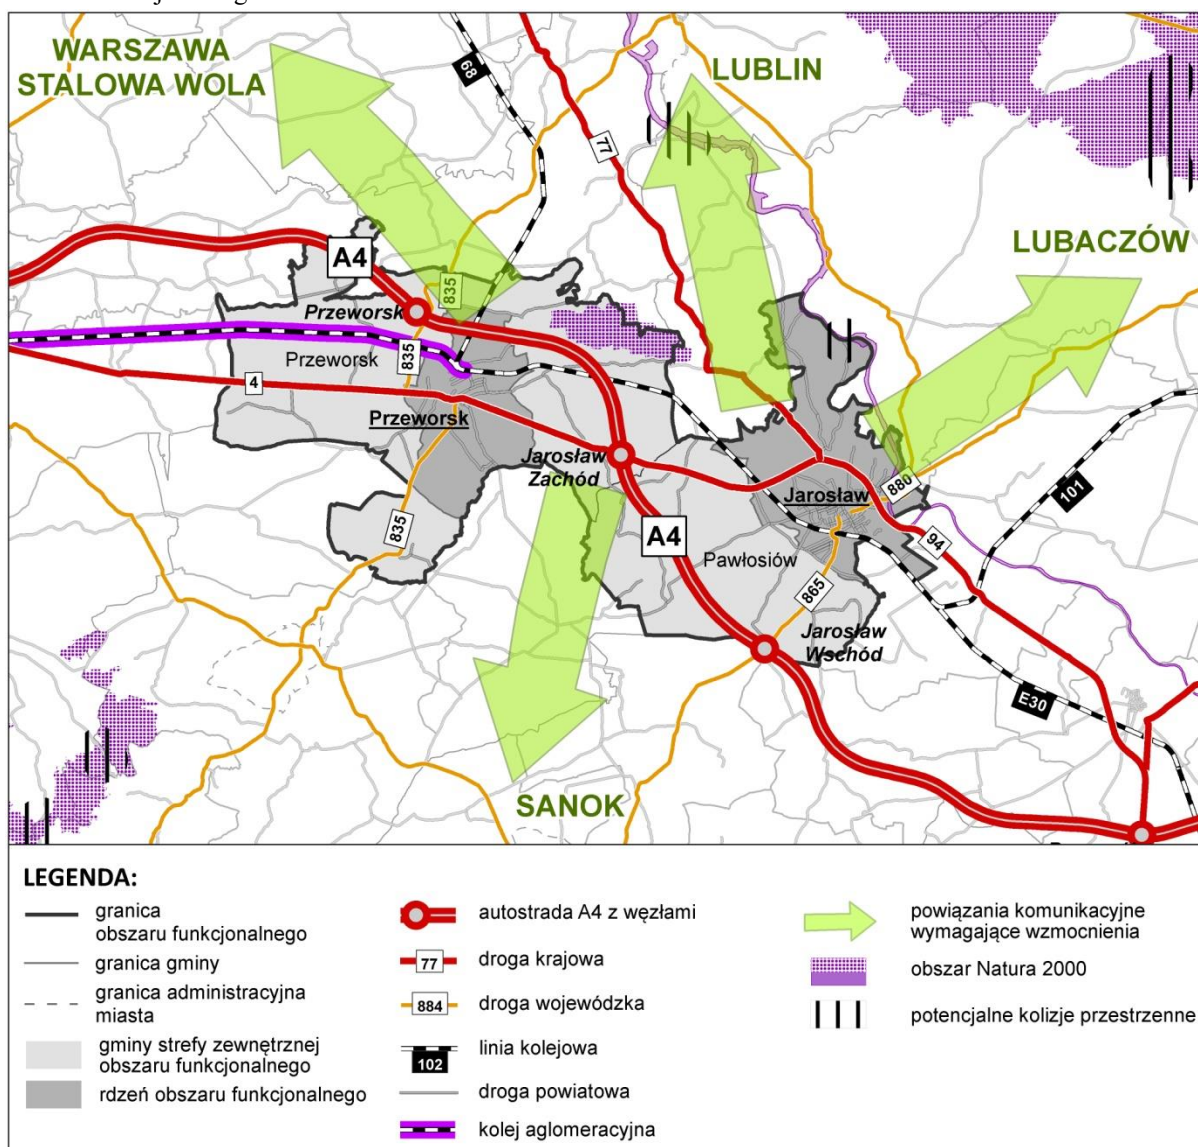 WARSZAWA
STALOWA WOLA
68
LUBLIN
77
LUBACZÓW
A4
835
Przeworsk
Przeworsk
835
4
Przeworsk
Jarosław
Zachód
880
Jarosław
101
835
A4
94
Pawłosiów
865
Jarosław
Wschód
E30
SANOK
LEGENDA:
granica
obszaru funkcjonalnego
granica gminy
granica administracyjna
miasta
gminy strefy zewnętrznej
obszaru funkcjonalnego
rdzeń obszaru funkcjonalnego
autostrada A4 z węzłami
77
droga krajowa
884
droga wojewódzka
linia kolejowa
102
droga powiatowa
kolej aglomeracyjna
powiązania komunikacyjne
wymagające wzmocnienia
obszar Natura 2000
potencjalne kolizje przestrzenne